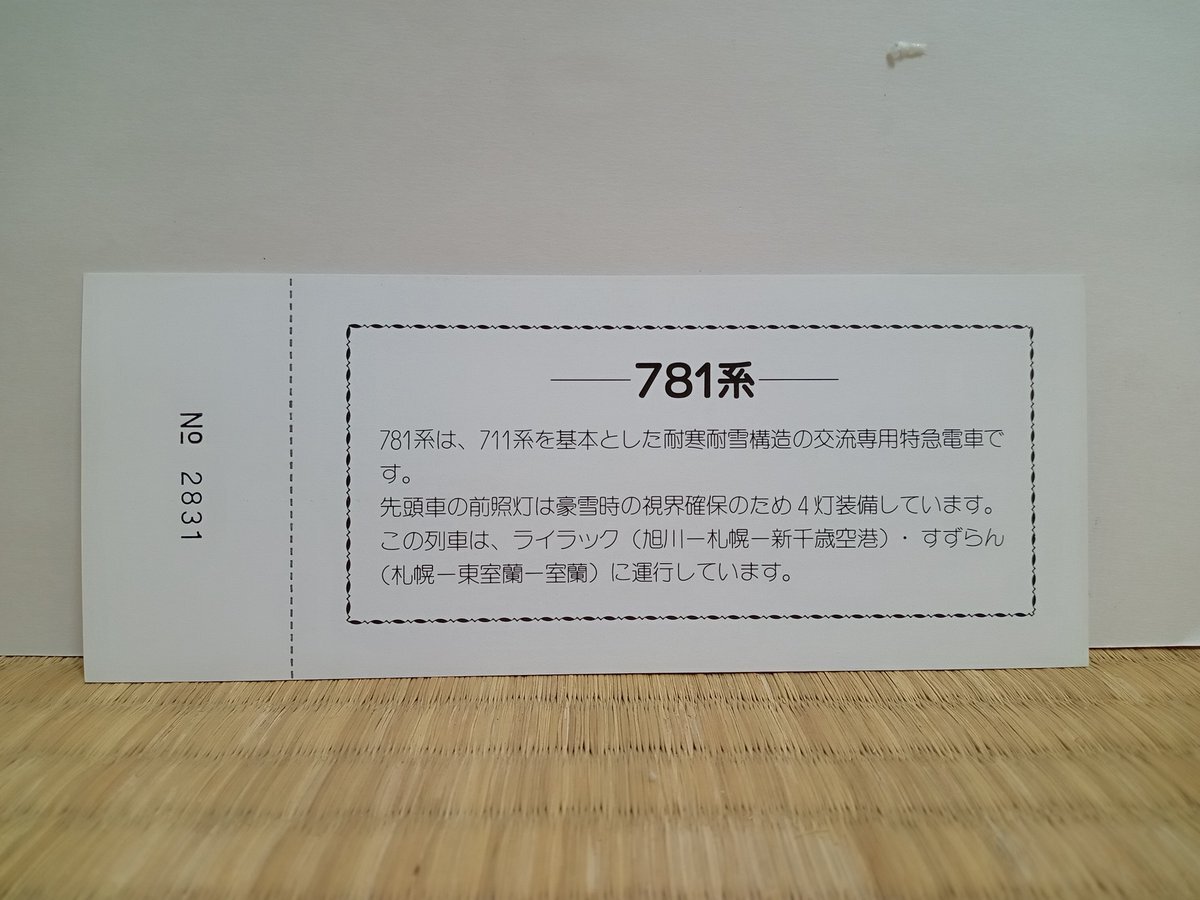 No 2831
781系
781系は、711系を基本とした耐寒耐雪構造の交流専用特急電車で
す。
先頭車の前照灯は豪雪時の視界確保のため4灯装備しています。
この列車は、ライラック（旭川ー札幌ー新千歳空港）・すずらん
（札幌ー東室蘭ー室蘭）に運行しています。